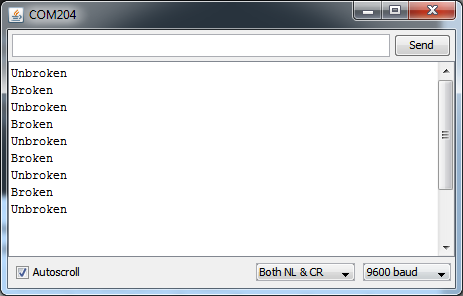 COM204
Send
Unbroken
Broken
Unbroken
Broken
Unbroken
Broken
Unbroken
Broken
Unbroken
Autoscroll
Both NL & CR
9600 baud